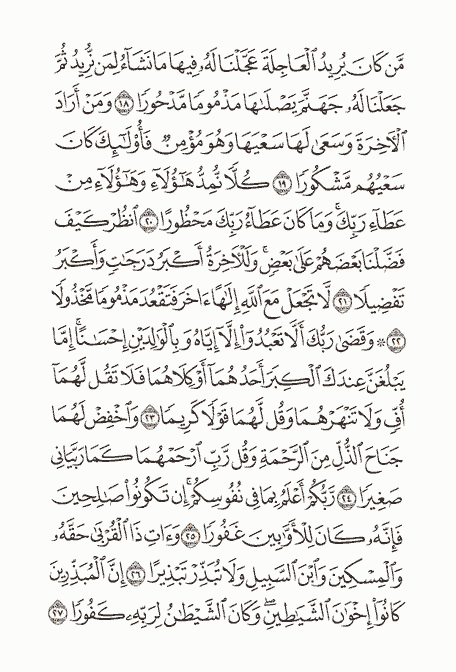 مَّن كَانَ يُرِيدُ ٱلْعَاجِلَةَ عَجَّلْنَا لَهُۥ فِيهَا مَا نَشَآءُ لِمَن نُّرِيدُ ثُمَّ
جَعَلْنَا لَهُۥ جَهَنَّمَ يَصْلَىٰهَا مَذْمُومًا مَّدْحُورًا ١٨ وَمَنْ أَرَادَ
ٱلْأَخِرَةَ وَسَعَىٰ لَهَا سَعْيَهَا وَهُوَ مُؤْمِنٌ فَأُو۟لَٰٓئِكَ كَانَ
سَعْيُهُم مَّشْكُورًا ١٩ كُلًّا نُّمِدُّ هَٰٓؤُلَآءِ وَهَٰٓؤُلَآءِ مِنْ
عَطَآءِ رَبِّكَ ۚ وَمَا كَانَ عَطَآءُ رَبِّكَ مَحْظُورًا ٢٠ ٱنظُرْ كَيْفَ
فَضَّلْنَا بَعْضَهُمْ عَلَىٰ بَعْضٍ ۚ وَلَلْأَخِرَةُ أَكْبَرُ دَرَجَٰتٍ وَأَكْبَرُ
تَفْضِيلًا ٢١ لَّا تَجْعَلْ مَعَ ٱللَّهِ إِلَٰهًا ءَاخَرَ فَتَقْعُدَ مَذْمُومًا مَّخْذُولًا
٢٢ ۞ وَقَضَىٰ رَبُّكَ أَلَّا تَعْبُدُوٓا۟ إِلَّآ إِيَّاهُ وَبِٱلْوَٰلِدَيْنِ إِحْسَٰنًا ۚ إِمَّا
يَبْلُغَنَّ عِندَكَ ٱلْكِبَرَ أَحَدُهُمَآ أَوْ كِلَاهُمَا فَلَا تَقُل لَّهُمَآ
أُفٍّ وَلَا تَنْهَرْهُمَا وَقُل لَّهُمَا قَوْلًا كَرِيمًا ٢٣ وَٱخْفِضْ لَهُمَا
جَنَاحَ ٱلذُّلِّ مِنَ ٱلرَّحْمَةِ وَقُل رَّبِّ ٱرْحَمْهُمَا كَمَا رَبَّيَانِي
صَغِيرًا ٢٤ رَّبُّكُمْ أَعْلَمُ بِمَا فِي نُفُوسِكُمْ ۚ إِن تَكُونُوا۟ صَٰلِحِينَ
فَإِنَّهُۥ كَانَ لِلْأَوَّٰبِينَ غَفُورًا ٢٥ وَءَاتِ ذَا ٱلْقُرْبَىٰ حَقَّهُۥ
وَٱلْمِسْكِينَ وَٱبْنَ ٱلسَّبِيلِ وَلَا تُبَذِّرْ تَبْذِيرًا ٢٦ إِنَّ ٱلْمُبَذِّرِينَ
كَانُوٓا۟ إِخْوَٰنَ ٱلشَّيَٰطِينِ ۖ وَكَانَ ٱلشَّيْطَٰنُ لِرَبِّهِۦ كَفُورًا ٢٧